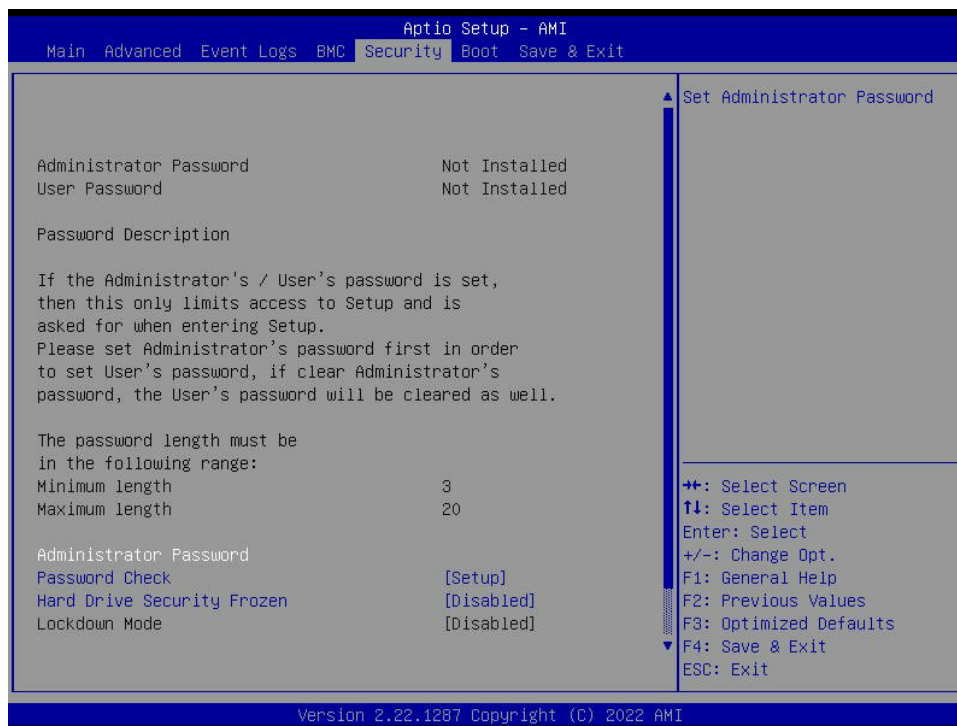 Aptio Setup – AMI
Main Advanced Event Logs BMC Security Boot Save & Exit
Set Administrator Password
Administrator Password Not Installed
User Password Not Installed
Password Description
If the Administrator's / User's password is set,
then this only limits access to Setup and is
asked for when entering Setup.
Please set Administrator's password first in order
to set User's password, if clear Administrator's
password, the User's password will be cleared as well.
The password length must be
in the following range:
Minimum length 3
Maximum length 20
Administrator Password
Password Check [Setup]
Hard Drive Security Frozen [Disabled]
Lockdown Mode [Disabled]
→←: Select Screen
↑↓: Select Item
Enter: Select
+/-: Change Opt.
F1: General Help
F2: Previous Values
F3: Optimized Defaults
F4: Save & Exit
ESC: Exit
Version 2.22.1287 Copyright (C) 2022 AMI